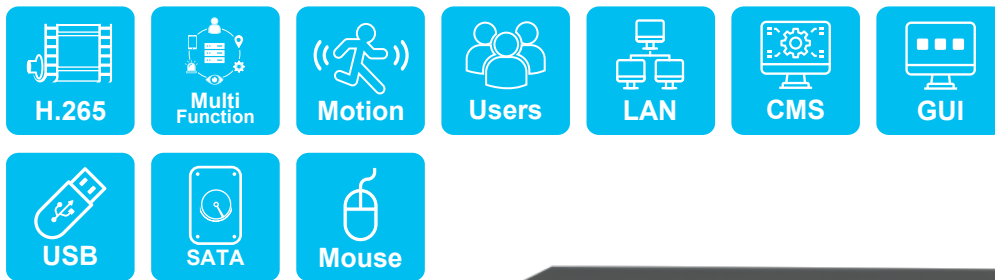 H.265
Multi
Function
Motion
Users
LAN
CMS
GUI
USB
SATA
Mouse